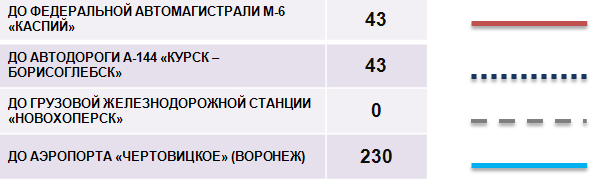 ДО ФЕДЕРАЛЬНОЙ АВТОМАГИСТРАЛИ М-6
«КАСПИЙ»
43
ДО АВТОДОРОГИ А-144 «КУРСК –
БОРИСОГЛЕБСК»
43
ДО ГРУЗОВОЙ ЖЕЛЕЗНОДОРОЖНОЙ СТАНЦИИ
«НОВОХОПЕРСК»
0
ДО АЭРОПОРТА «ЧЕРТОВИЦКОЕ» (ВОРОНЕЖ)
230